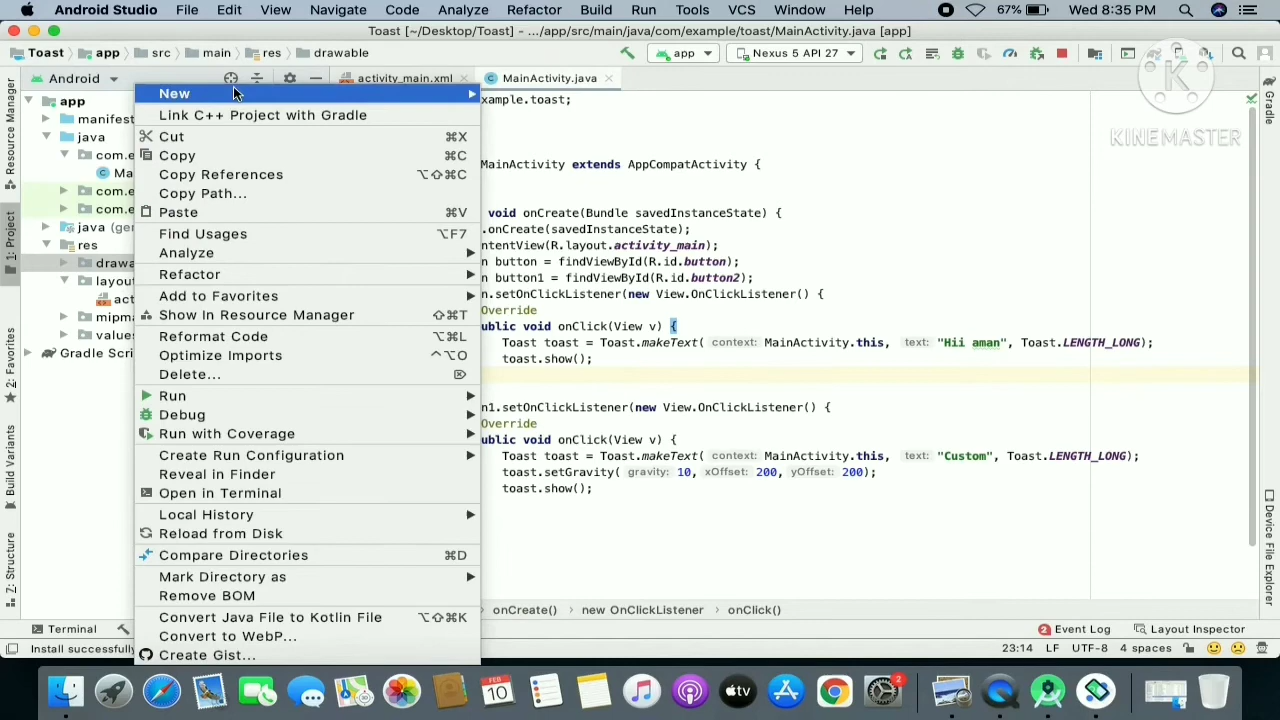 Android Studio File Edit View Navigate Code Analyze Refactor Build Run Tools VCS Window Help 67% Wed 8:35 PM
Toast [~/Desktop/Toast] - .../app/src/main/java/com/example/toast/MainActivity.java [app]
Toast app src main res drawable app Nexus 5 API 27
Android activity_main.xml MainActivity.java
K
KINEMASTER
Resource Manager
1: Project
2: Favorites
Build Variants
7: Structure
Gradle
Device File Explorer
app
manifest
java
com.e
Ma
com.e
com.e
java (ger
res
drawa
layou
act
mipm
values
Gradle Scri
New
Link C++ Project with Gradle
Cut ⌘X
Copy ⌘C
Copy References ⌥⇧⌘C
Copy Path...
Paste ⌘V
Find Usages ⌥F7
Analyze
Refactor
Add to Favorites
Show In Resource Manager ⇧⌘T
Reformat Code ⌥⌘L
Optimize Imports ^⌥O
Delete... ⌦
Run
Debug
Run with Coverage
Create Run Configuration
Reveal in Finder
Open in Terminal
Local History
Reload from Disk
Compare Directories ⌘D
Mark Directory as
Remove BOM
Convert Java File to Kotlin File ⌥⇧⌘K
Convert to WebP...
Create Gist...
xample.toast;
MainActivity extends AppCompatActivity {
void onCreate(Bundle savedInstanceState) {
.onCreate(savedInstanceState);
ntentView(R.layout.activity_main);
n button = findViewById(R.id.button);
n button1 = findViewById(R.id.button2);
n.setOnClickListener(new View.OnClickListener() {
Override
ublic void onClick(View v) {
Toast toast = Toast.makeText( context: MainActivity.this, text: "Hii aman", Toast.LENGTH_LONG);
toast.show();
n1.setOnClickListener(new View.OnClickListener() {
Override
ublic void onClick(View v) {
Toast toast = Toast.makeText( context: MainActivity.this, text: "Custom", Toast.LENGTH_LONG);
toast.setGravity( gravity: 10, xOffset: 200, yOffset: 200);
toast.show();
onCreate() › new OnClickListener › onClick()
Terminal 2 Event Log Layout Inspector
Install successfully 23:14 LF UTF-8 4 spaces
FEB
10
tv
2